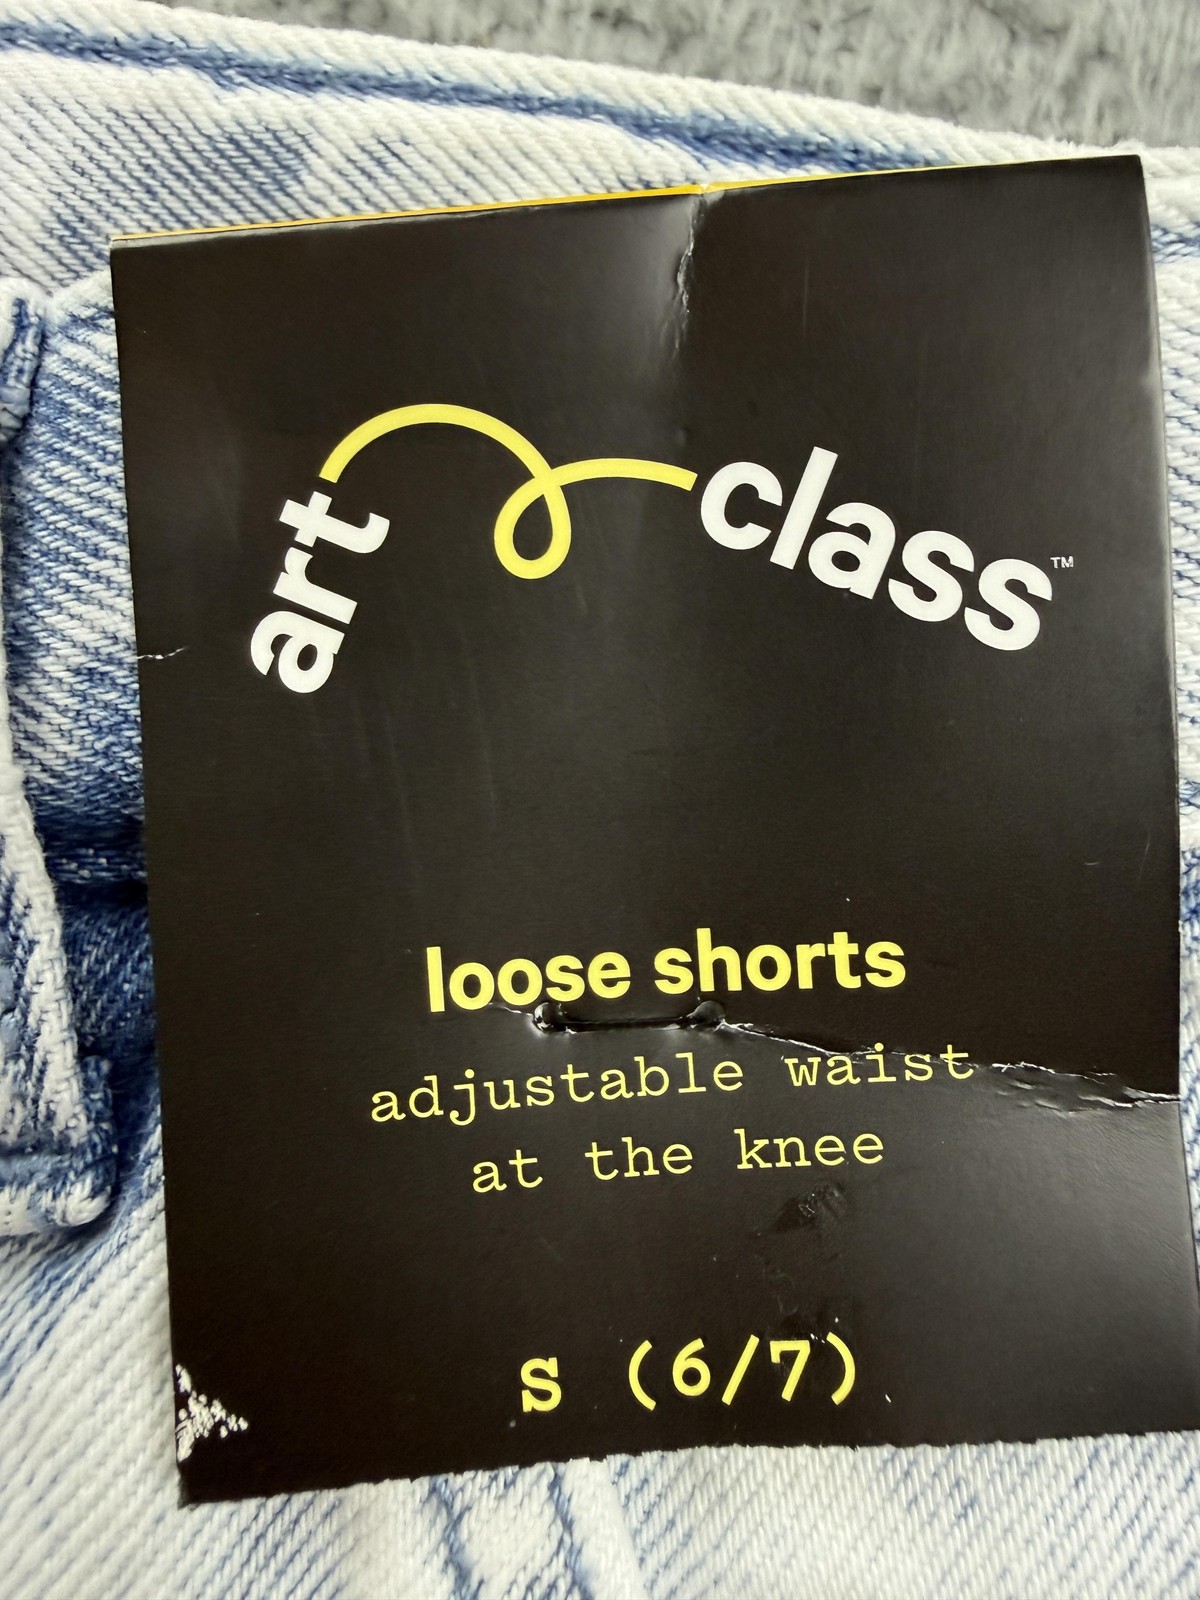 art class™
loose shorts
adjustable waist
at the knee
S (6/7)